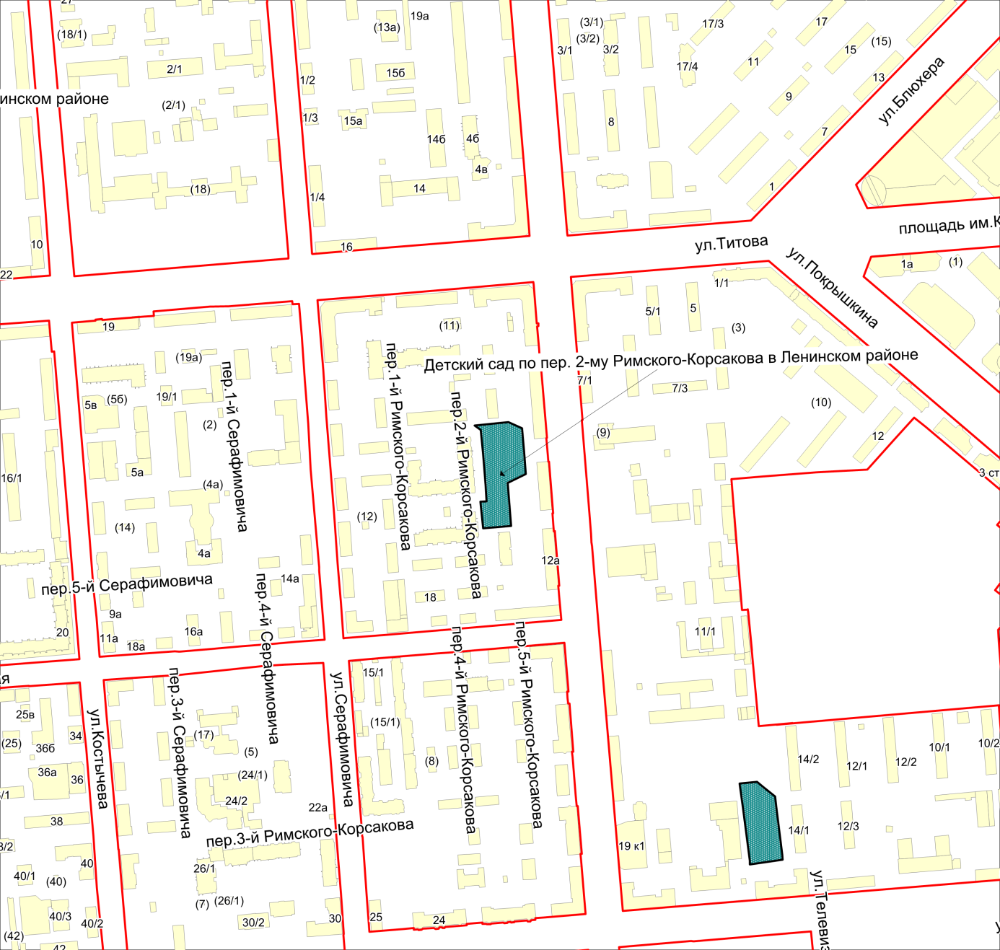 27
(18/1)
(13а)
19а
(3/1)
(3/2)
3/1
3/2
17/3
17
15
(15)
17/4
11
13
2/1
1/2
15б
9
ул.Блюхера
инском районе
(2/1)
1/3
15а
14б
4б
8
7
4в
(18)
1/4
14
1
10
16
площадь им.К
ул.Титова
22
1а
(1)
ул.Покрышкина
1/1
19
(11)
5/1
5
(3)
(19а)
Детский сад по пер. 2-му Римского-Корсакова в Ленинском районе
7/1
7/3
19/1
5в
(5б)
(10)
(2)
пер.1-й Серафимовича
пер.1-й Римского-Корсакова
пер.2-й Римского-Корсакова
(9)
12
16/1
5а
3 ст
(4а)
(12)
(14)
4а
12а
пер.5-й Серафимовича
14а
18
9а
20
11а
16а
18а
пер.4-й Серафимовича
11/1
пер.4-й Римского-Корсакова
пер.5-й Римского-Корсакова
ая
15/1
25в
ул.Костычева
пер.3-й Серафимовича
ул.Серафимовича
(15/1)
(25)
34
36б
(17)
(5)
(8)
14/2
12/1
12/2
10/1
10/2
36а
36
(24/1)
24/2
22а
/1
38
пер.3-й Римского-Корсакова
14/1
12/3
3/2
19 к1
40
40/1
(40)
26/1
(7)
(26/1)
ул.Телевиз
40/3
40/2
30/2
30
25
24
(42)
42